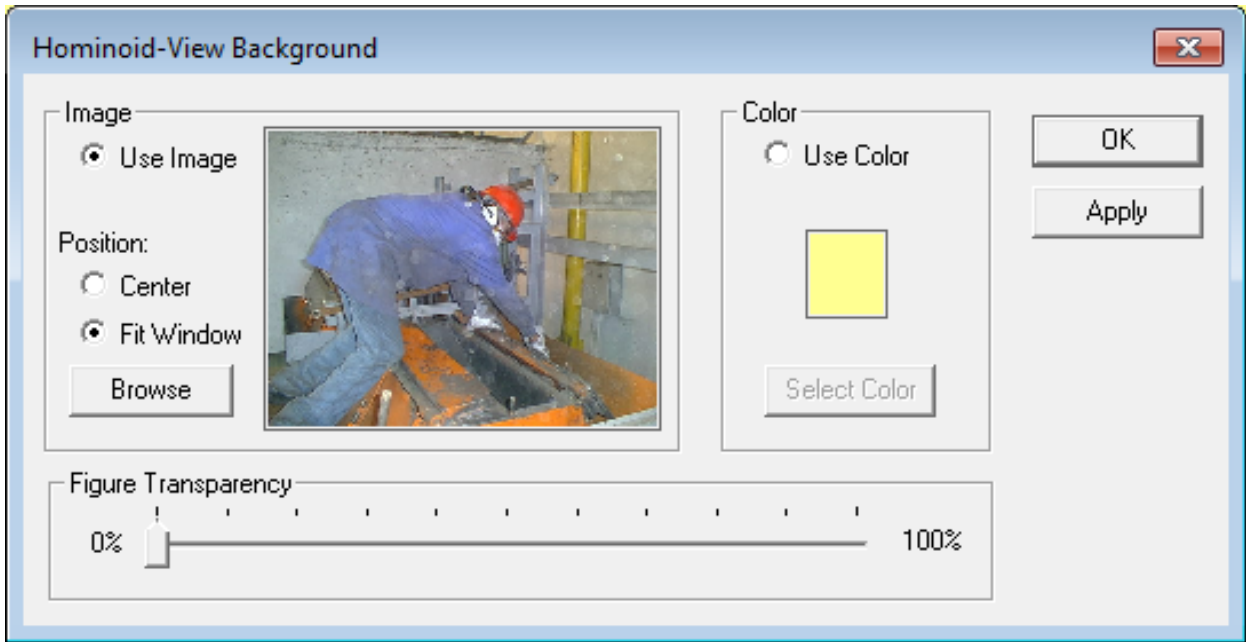 Hominoid-View Background
Image
Use Image
Position:
Center
Fit Window
Browse
Color
Use Color
Select Color
OK
Apply
Figure Transparency
0%
100%